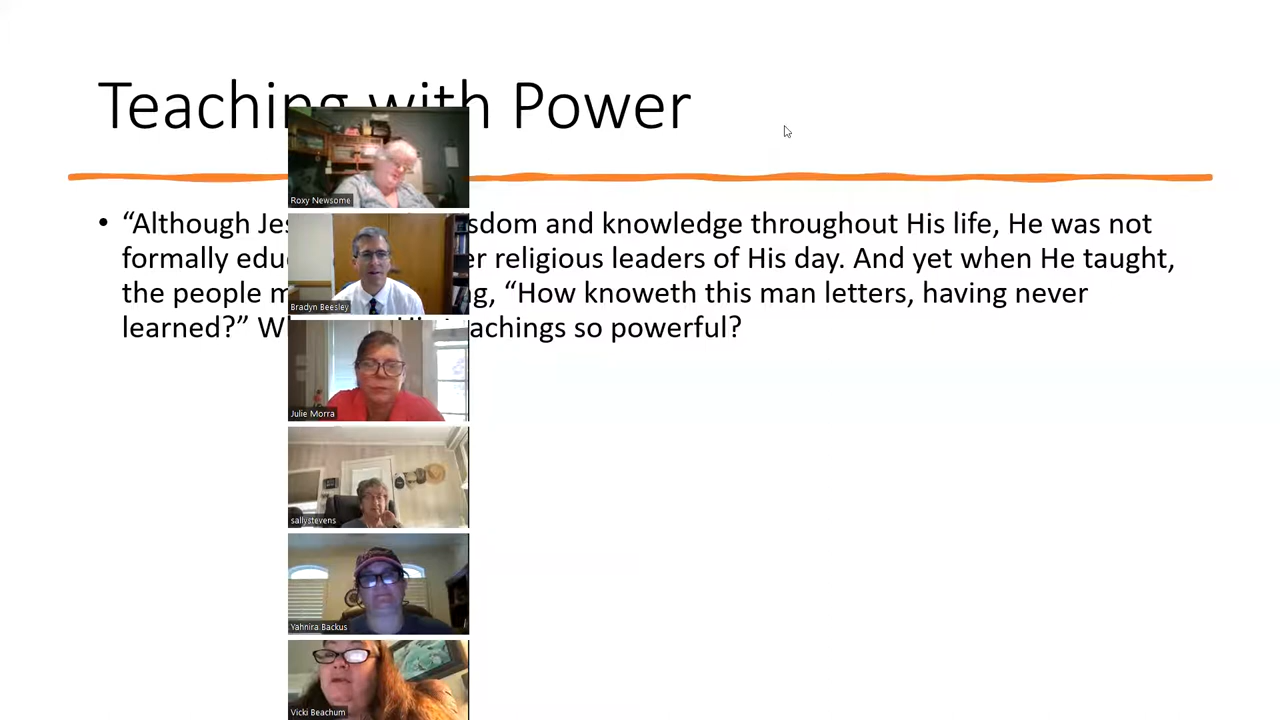 Teaching with Power
• “Although Jes sdom and knowledge throughout His life, He was not
formally educ er religious leaders of His day. And yet when He taught,
the people m g, “How knoweth this man letters, having never
learned?” W achings so powerful?
Roxy Newsome
Bradyn Beesley
Julie Morra
sallystevens
Yahnira Backus
Vicki Beachum